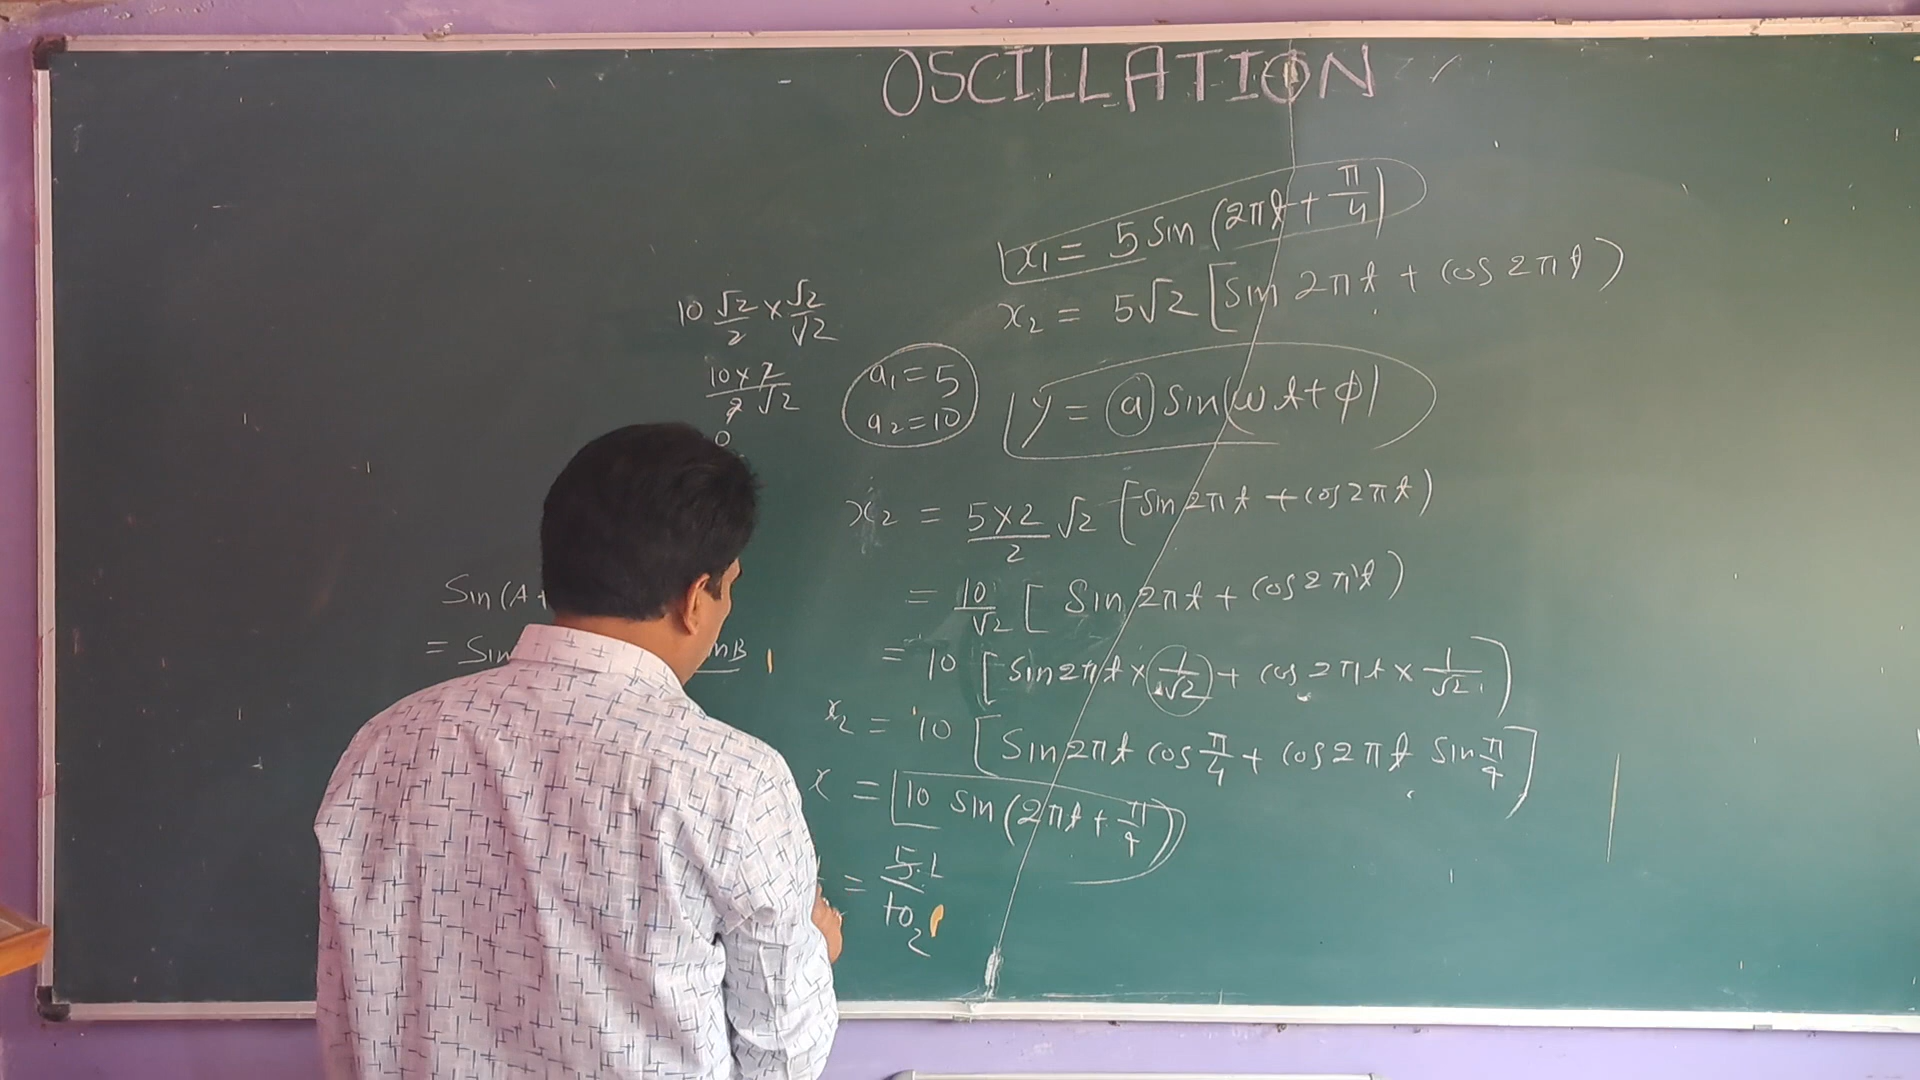 OSCILLATION
x₁ = 5 sin (2πt + π/4)
x₂ = 5√2 [sin 2πt + cos 2πt)
10 √2/2 × √2/√2
10 × 2 / 2√2
0
a₁ = 5
a₂ = 10
y = a sin(ωt + φ)
x₂ = 5×2/2 √2 [sin 2πt + cos 2πt)
= 10/√2 [sin 2πt + cos 2πt)
= 10 [sin 2πt × 1/√2 + cos 2πt × 1/√2)
x₂ = 10 [sin 2πt cos π/4 + cos 2πt sin π/4]
x = 10 sin(2πt + π/4)
= 5 1 / 10 2
Sin (A +
= Sin nB